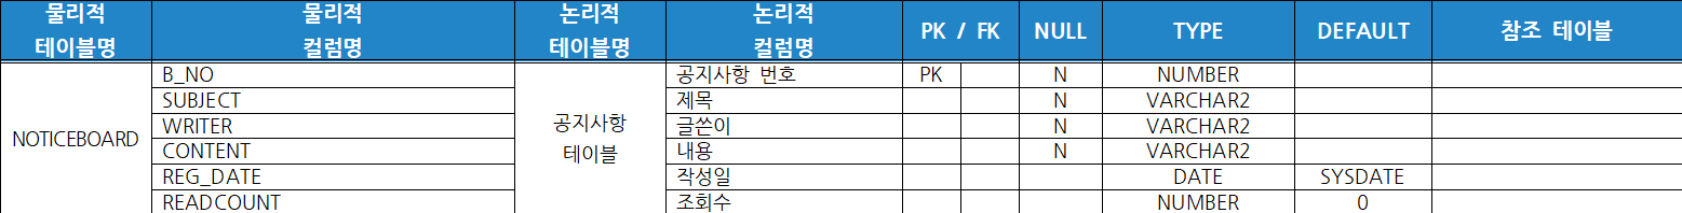 물리적 테이블명 물리적 컬럼명 논리적 테이블명 논리적 컬럼명 PK / FK NULL TYPE DEFAULT 참조 테이블
B_NO 공지사항 번호 PK N NUMBER
SUBJECT 제목 N VARCHAR2
NOTICEBOARD WRITER 공지사항 테이블 글쓴이 N VARCHAR2
CONTENT 내용 N VARCHAR2
REG_DATE 작성일 DATE SYSDATE
READCOUNT 조회수 NUMBER 0